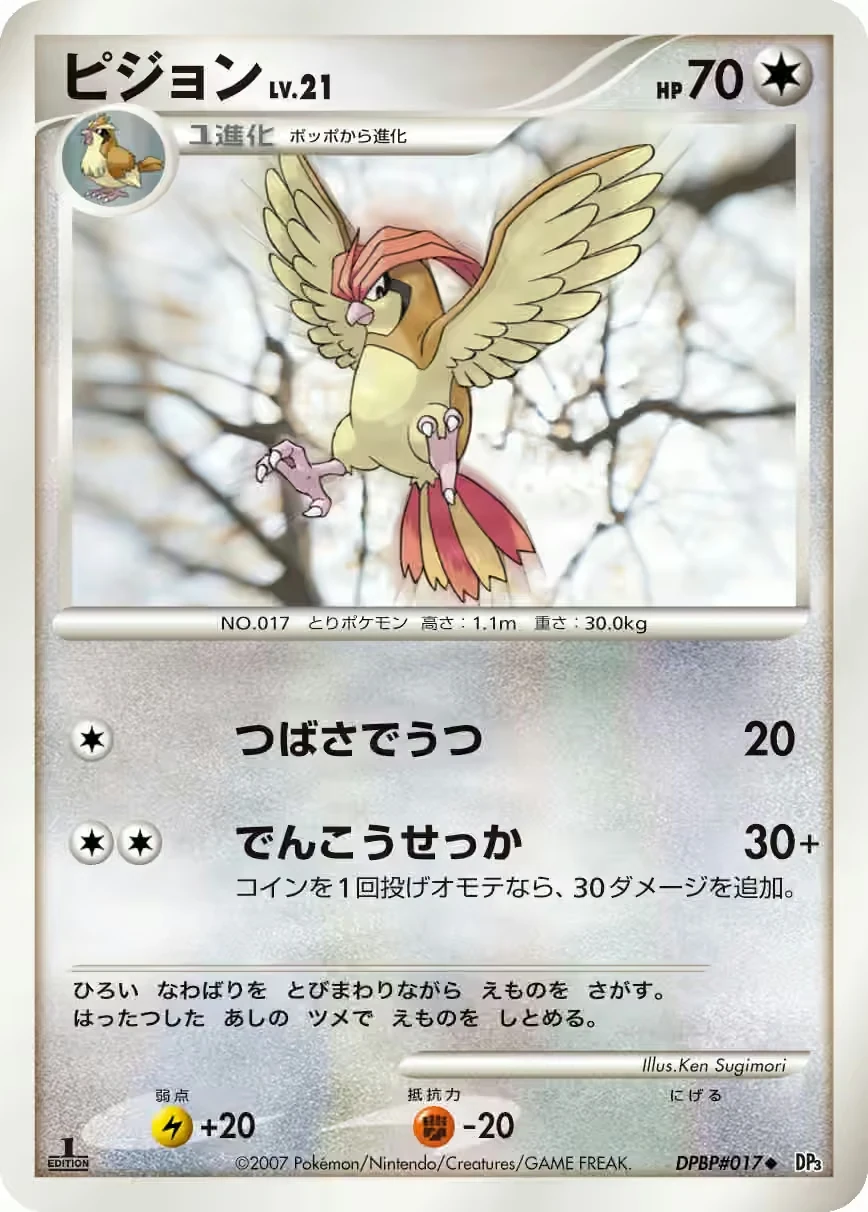 ピジョン LV.21 HP 70
1進化 ポッポから進化
NO.017 とりポケモン 高さ：1.1m 重さ：30.0kg
つばさでうつ 20
でんこうせっか 30+
コインを1回投げオモテなら、30ダメージを追加。
ひろい なわばりを とびまわりながら えものを さがす。
はったつした あしの ツメで えものを しとめる。
Illus.Ken Sugimori
弱点 抵抗力 にげる
+20 -20
1 EDITION ©2007 Pokémon/Nintendo/Creatures/GAME FREAK. DPBP#017 DP3